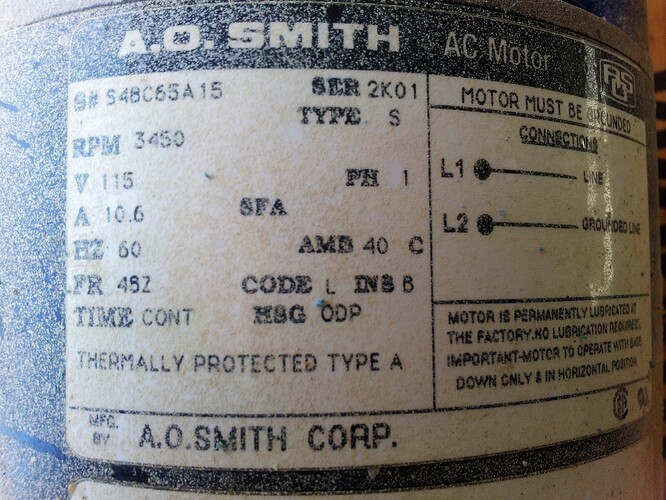 A.O. SMITH AC Motor
S# S48C65A15 SER 2K01
TYPE S
RPM 3450
V 115 PH 1
A 10.6 SFA
HZ 60 AMB 40 C
FR 48Z CODE L INS B
TIME CONT HSG ODP
THERMALLY PROTECTED TYPE A
MFG. BY A.O.SMITH CORP.
MOTOR MUST BE GROUNDED
CONNECTIONS
L1 LINE
L2 GROUNDED LINE
MOTOR IS PERMANENTLY LUBRICATED AT
THE FACTORY.NO LUBRICATION REQUIRED.
IMPORTANT-MOTOR TO OPERATE WITH BASE
DOWN ONLY & IN HORIZONTAL POSITION